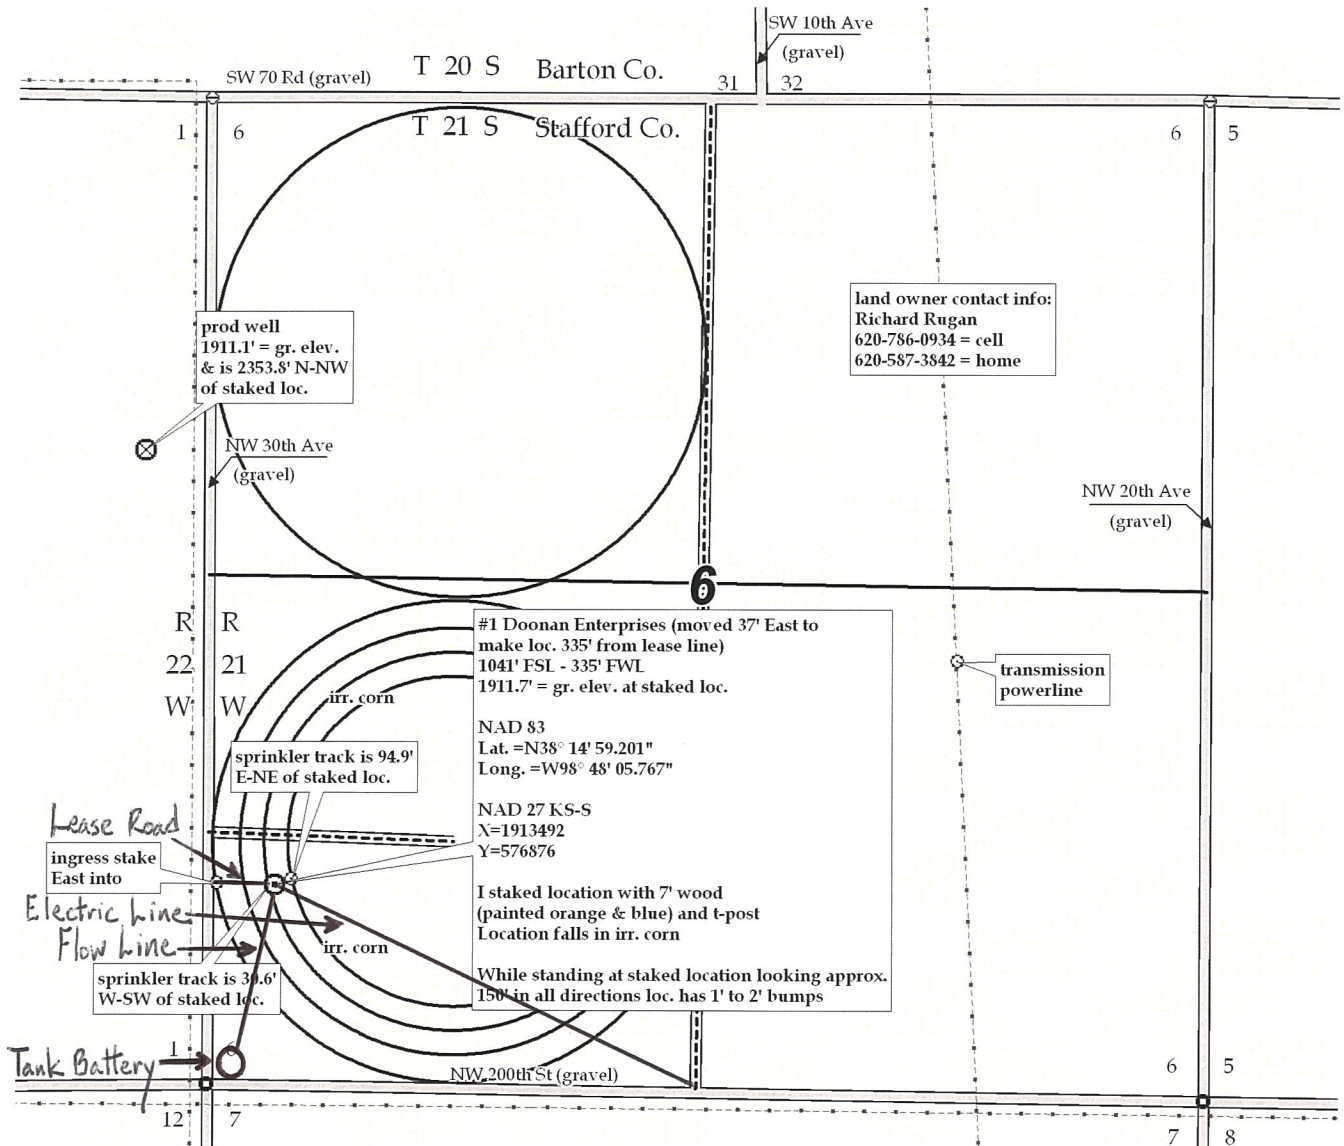 SW 10th Ave
(gravel)
SW 70 Rd (gravel)
T 20 S Barton Co.
31 32
1 6
T 21 S Stafford Co.
6 5
land owner contact info:
Richard Rugan
620-786-0934 = cell
620-587-3842 = home
prod well
1911.1' = gr. elev.
& is 2353.8' N-NW
of staked loc.
NW 30th Ave
(gravel)
NW 20th Ave
(gravel)
6
R R
22 21
W W
#1 Doonan Enterprises (moved 37' East to
make loc. 335' from lease line)
1041' FSL - 335' FWL
1911.7' = gr. elev. at staked loc.
NAD 83
Lat. =N38° 14' 59.201"
Long. =W98° 48' 05.767"
NAD 27 KS-S
X=1913492
Y=576876
I staked location with 7' wood
(painted orange & blue) and t-post
Location falls in irr. corn
While standing at staked location looking approx.
150' in all directions loc. has 1' to 2' bumps
transmission
powerline
irr. corn
sprinkler track is 94.9'
E-NE of staked loc.
Lease Road
ingress stake
East into
Electric Line
Flow Line
irr. corn
sprinkler track is 30.6'
W-SW of staked loc.
1 6
Tank Battery
NW 200th St (gravel)
6 5
12 7
7 8